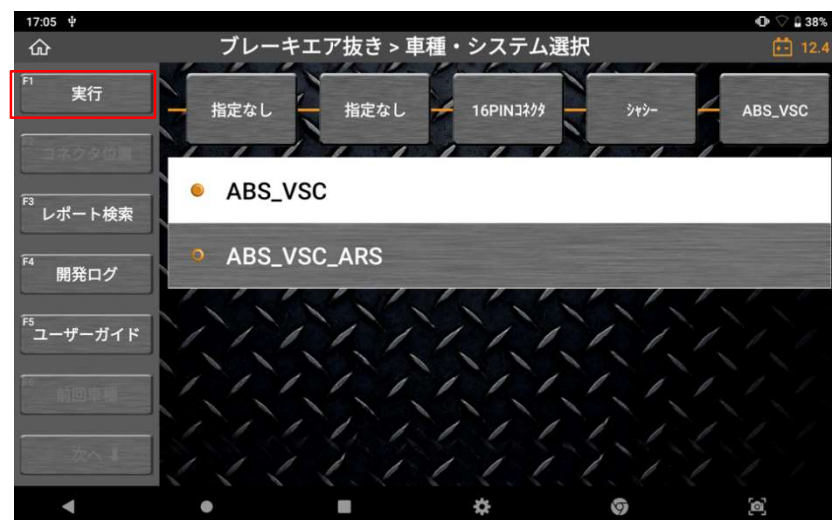 17:05
38%
ブレーキエア抜き > 車種・システム選択
12.4
F1
実行
指定なし
指定なし
16PINｺﾈｸﾀ
ｼｬｼｰ
ABS_VSC
F2
コネクタ位置
ABS_VSC
F3
レポート検索
ABS_VSC_ARS
F4
開発ログ
F5
ユーザーガイド
F6
前回車種
次へ ⬇